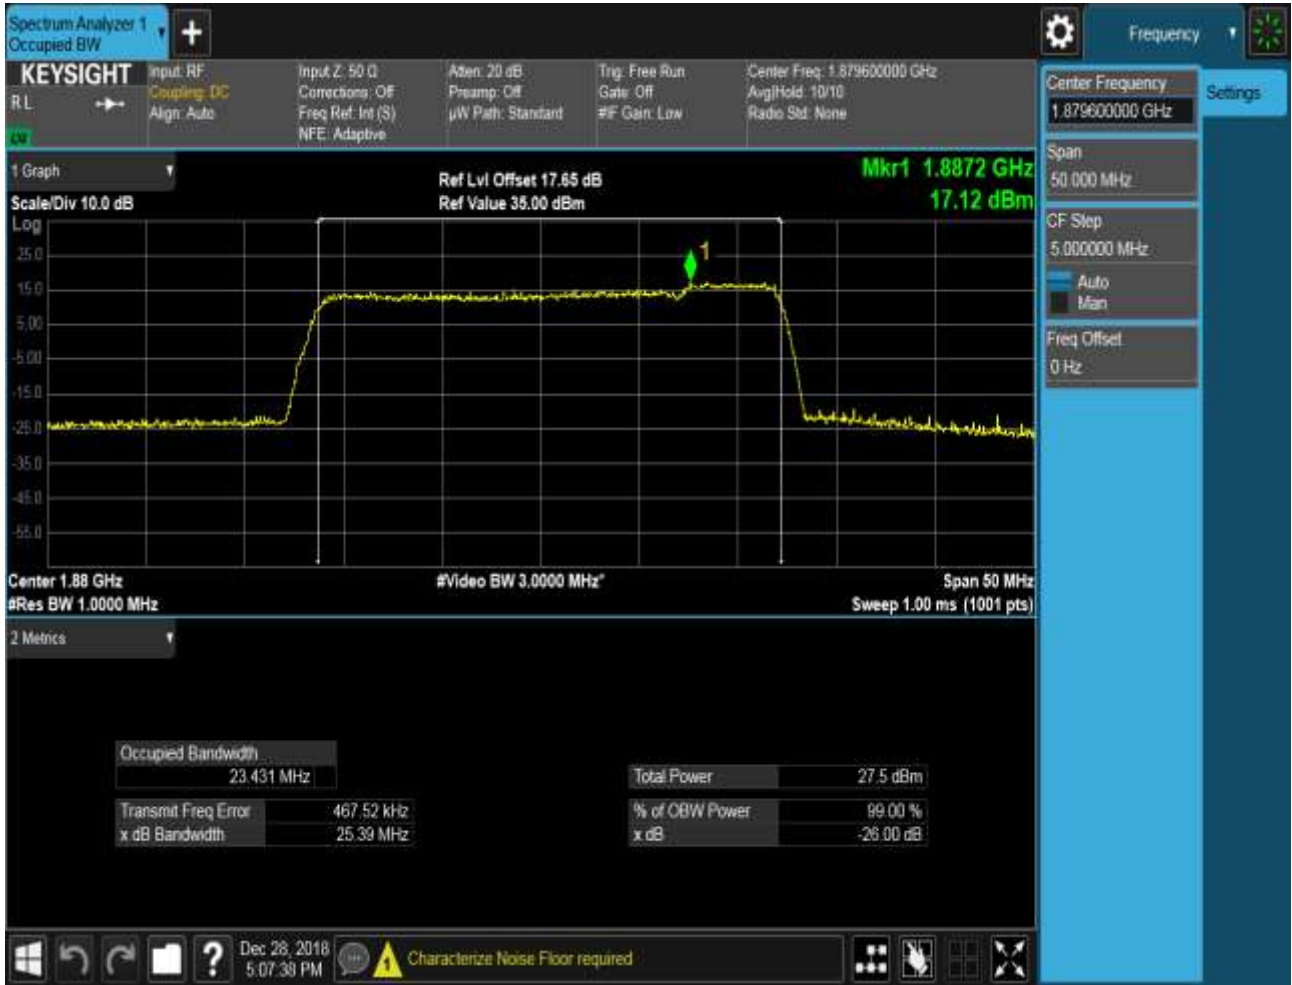 Spectrum Analyzer 1
Occupied BW
+
Frequency
KEYSIGHT
RL
LW
Input: RF
Coupling: DC
Align: Auto
Input Z: 50 Ω
Corrections: Off
Freq Ref: Int (S)
NFE: Adaptive
Atten: 20 dB
Preamp: Off
µW Path: Standard
Trig: Free Run
Gate: Off
#IF Gain: Low
Center Freq: 1.879600000 GHz
Avg|Hold: 10/10
Radio Std: None
Center Frequency
1.879600000 GHz
Settings
Span
50.000 MHz
CF Step
5.000000 MHz
Auto
Man
Freq Offset
0 Hz
1 Graph
Scale/Div 10.0 dB
Ref Lvl Offset 17.65 dB
Ref Value 35.00 dBm
Mkr1 1.8872 GHz
17.12 dBm
Log
25.0
15.0
5.00
-5.00
-15.0
-25.0
-35.0
-45.0
-55.0
1
Center 1.88 GHz
#Res BW 1.0000 MHz
#Video BW 3.0000 MHz*
Span 50 MHz
Sweep 1.00 ms (1001 pts)
2 Metrics
Occupied Bandwidth
23.431 MHz
Transmit Freq Error 467.52 kHz
x dB Bandwidth 25.39 MHz
Total Power 27.5 dBm
% of OBW Power 99.00 %
x dB -26.00 dB
?
Dec 28, 2018
5:07:38 PM
1
Characterize Noise Floor required